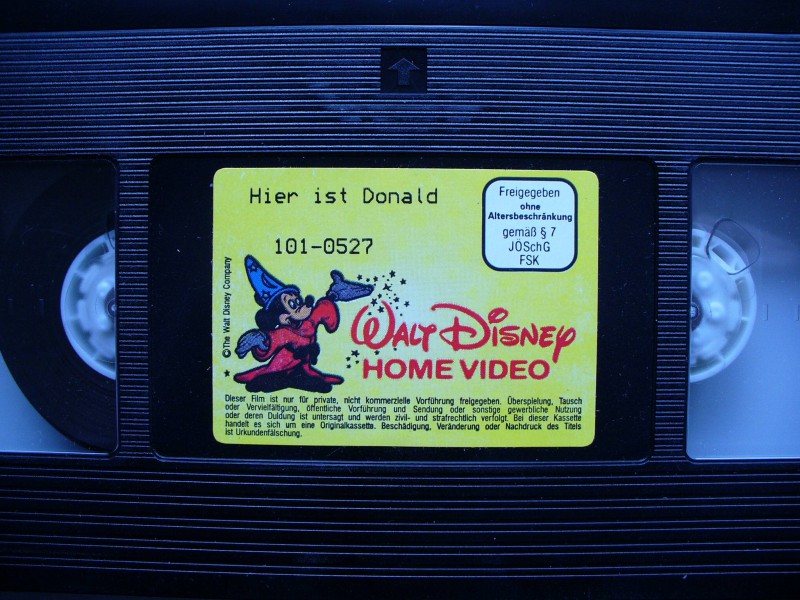 Hier ist Donald
101-0527
Freigegeben
ohne
Altersbeschränkung
gemäß § 7
JÖSchG
FSK
©The Walt Disney Company
WALT DISNEY
HOME VIDEO
Dieser Film ist nur für private, nicht kommerzielle Vorführung freigegeben. Überspielung, Tausch
oder Vervielfältigung, öffentliche Vorführung und Sendung oder sonstige gewerbliche Nutzung
oder deren Duldung ist untersagt und werden zivil- und strafrechtlich verfolgt. Bei dieser Kassette
handelt es sich um eine Originalkassette. Beschädigung, Veränderung oder Nachdruck des Titels
ist Urkundenfälschung.